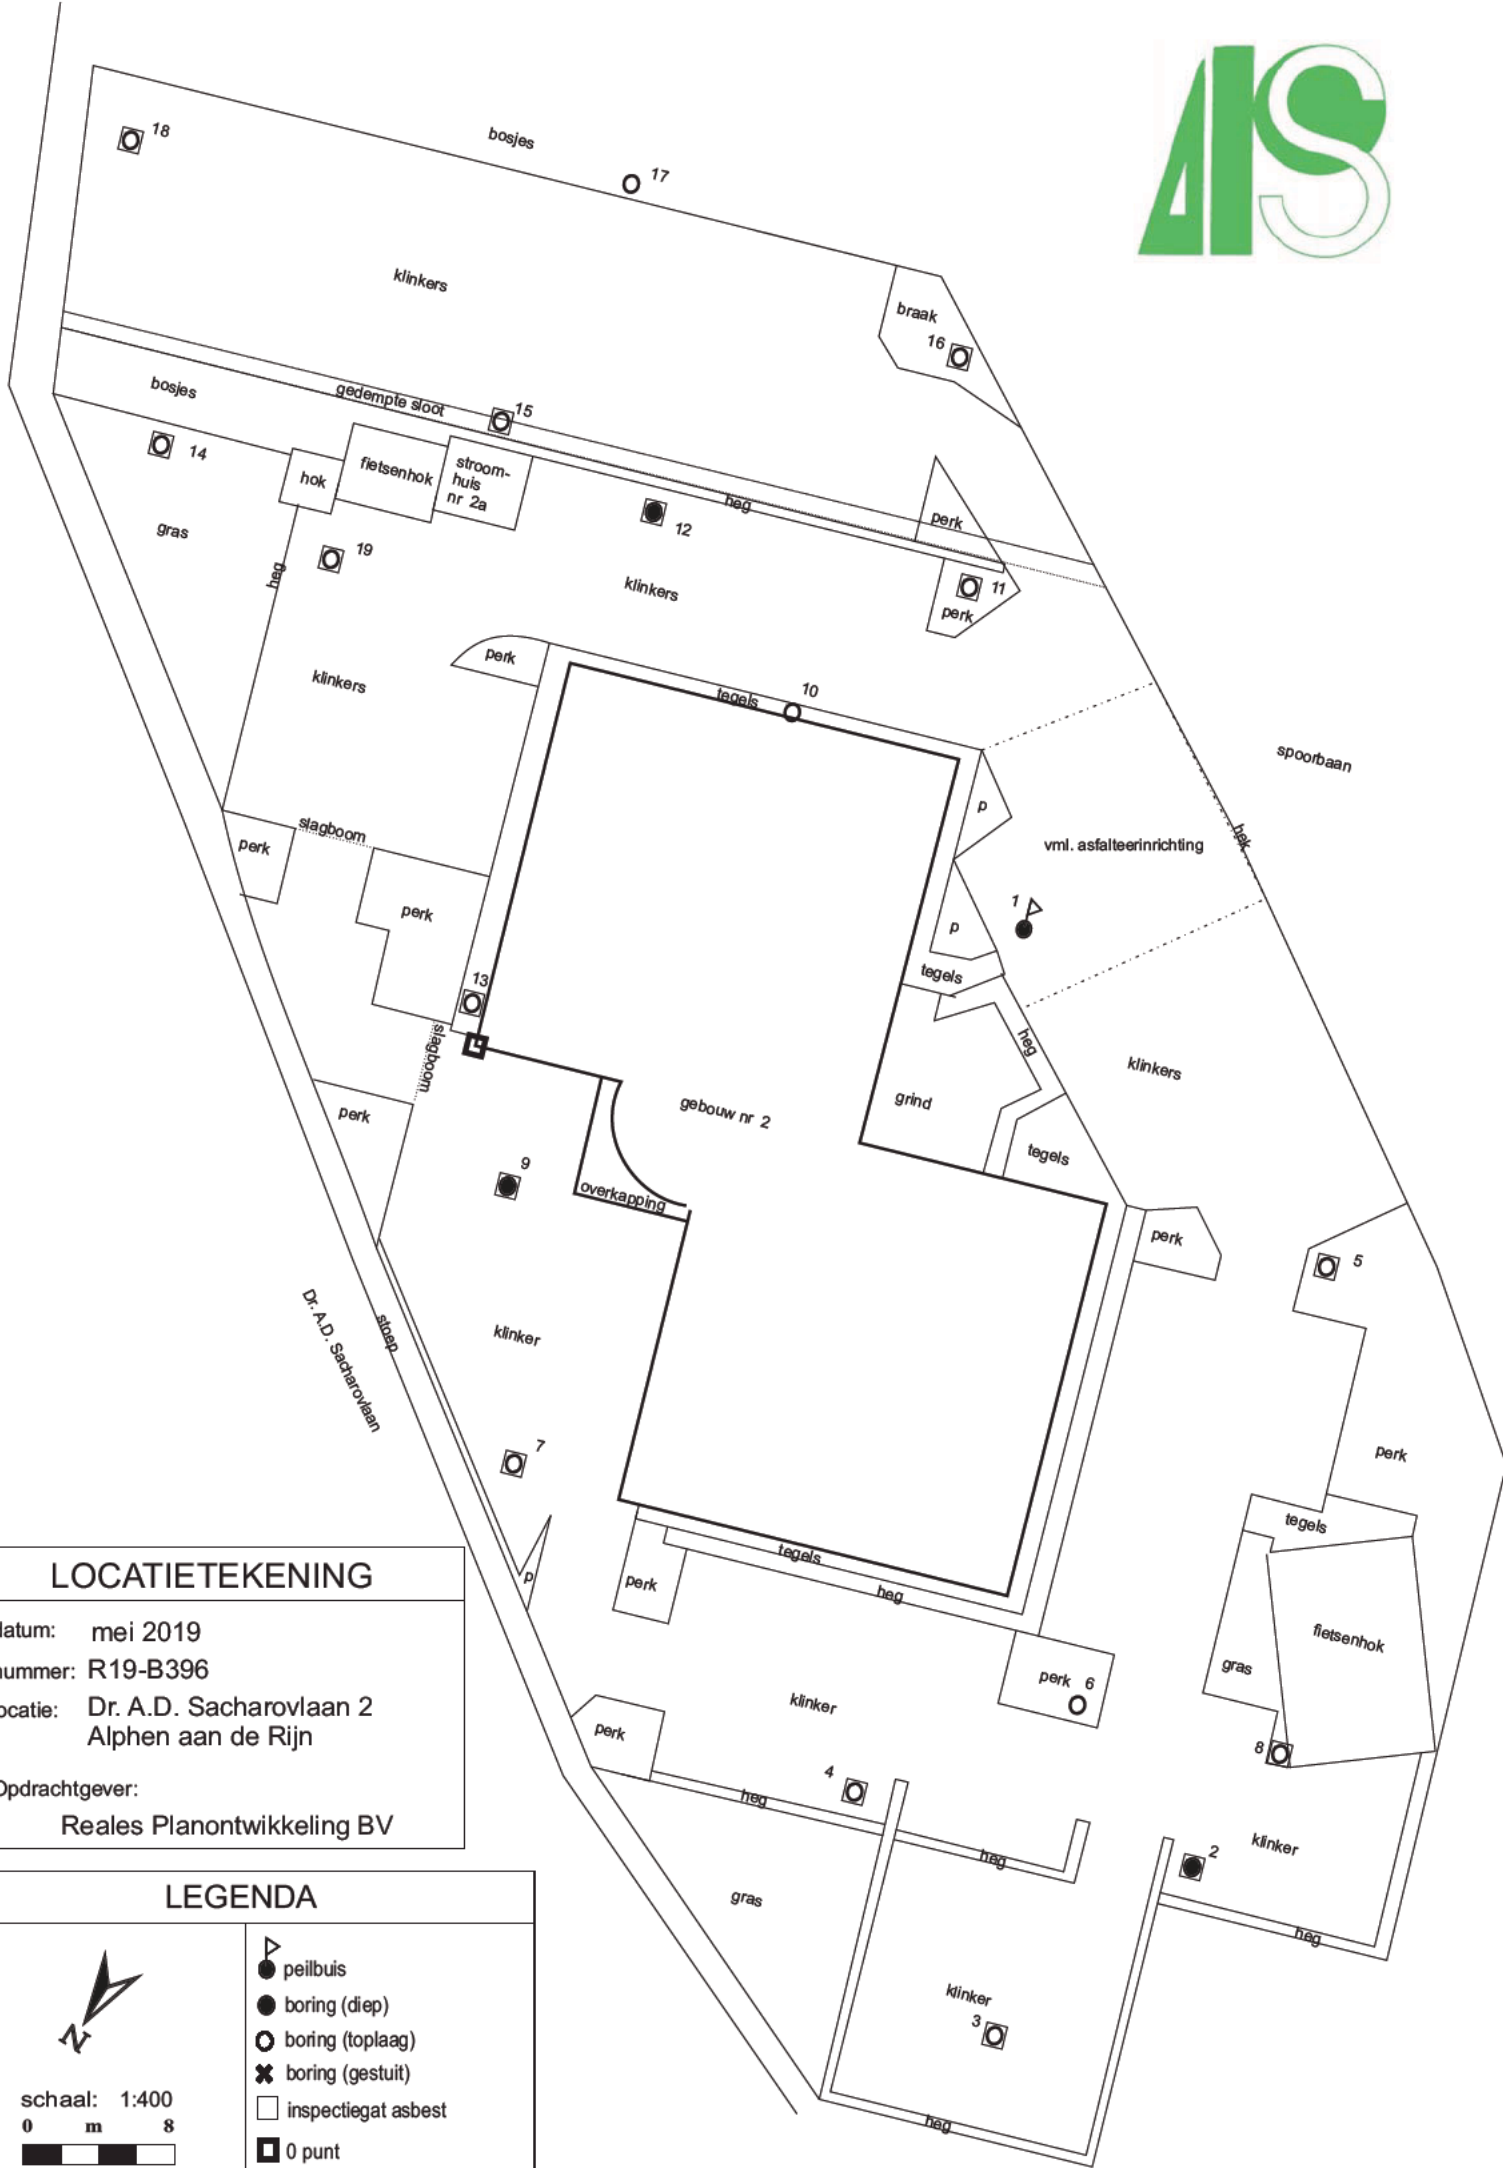 AIS
18
bosjes
17
klinkers
braak
16
bosjes
gedempte sloot
15
14
hok
fietsenhok
stroom-
huis
nr 2a
heg
12
perk
gras
19
heg
klinkers
11
perk
perk
klinkers
tegels
10
spoorbaan
p
slagboom
perk
vml. asfalteerinrichting
hek
perk
p
1
tegels
13
slagboom
heg
klinkers
perk
gebouw nr 2
grind
tegels
9
overkapping
perk
5
Dr. A.D. Sacharovlaan
stoep
klinker
7
perk
tegels
p
perk
tegels
heg
fietsenhok
gras
perk
6
klinker
perk
8
4
heg
klinker
2
heg
gras
heg
klinker
3
heg
LOCATIETEKENING
datum: mei 2019
nummer: R19-B396
ocatie: Dr. A.D. Sacharovlaan 2
Alphen aan de Rijn
Opdrachtgever:
Reales Planontwikkeling BV
LEGENDA
N
schaal: 1:400
0 m 8
peilbuis
boring (diep)
boring (toplaag)
boring (gestuit)
inspectiegat asbest
0 punt